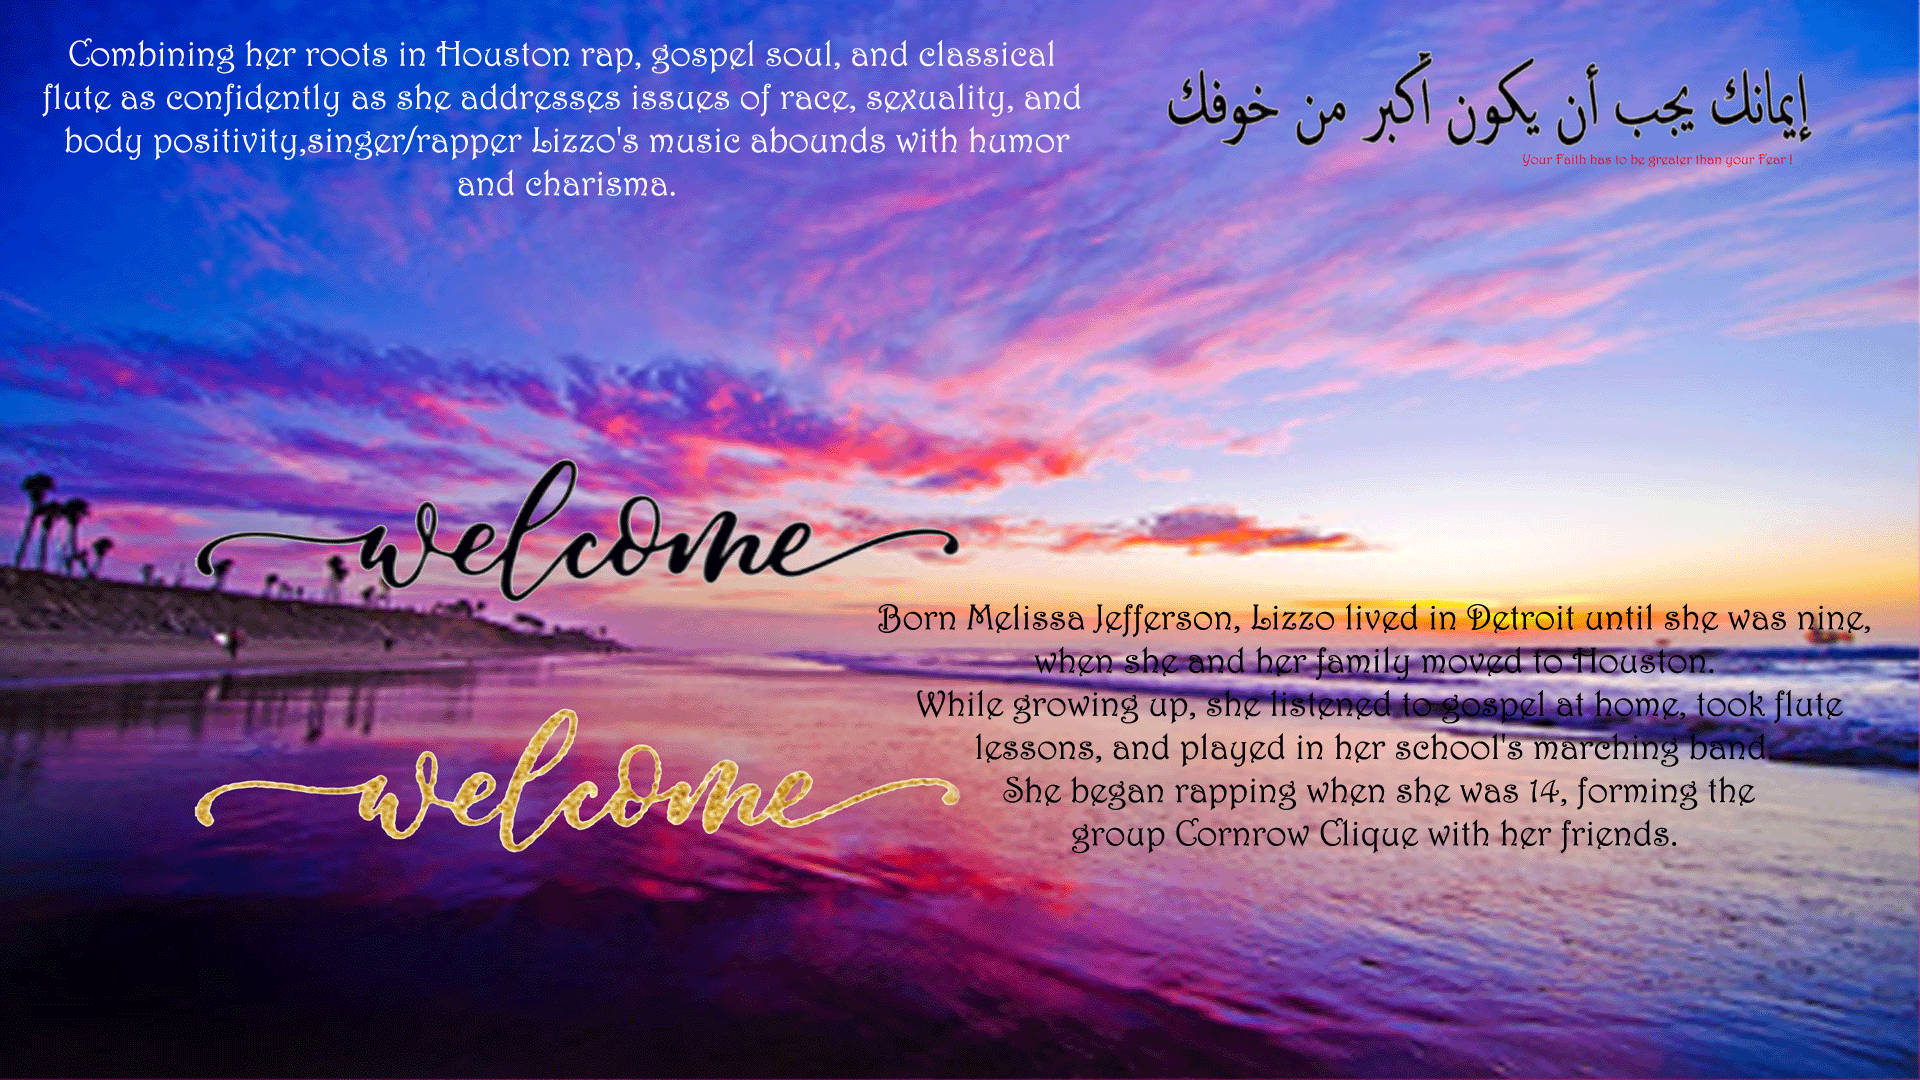 Combining her roots in Houston rap, gospel soul, and classical
flute as confidently as she addresses issues of race, sexuality, and
body positivity,singer/rapper Lizzo's music abounds with humor
and charisma.
إيمانك يجب أن يكون أكبر من خوفك
Your Faith has to be greater than your Fear !
welcome
Born Melissa Jefferson, Lizzo lived in Detroit until she was nine,
when she and her family moved to Houston.
While growing up, she listened to gospel at home, took flute
lessons, and played in her school's marching band.
She began rapping when she was 14, forming the
group Cornrow Clique with her friends.
welcome